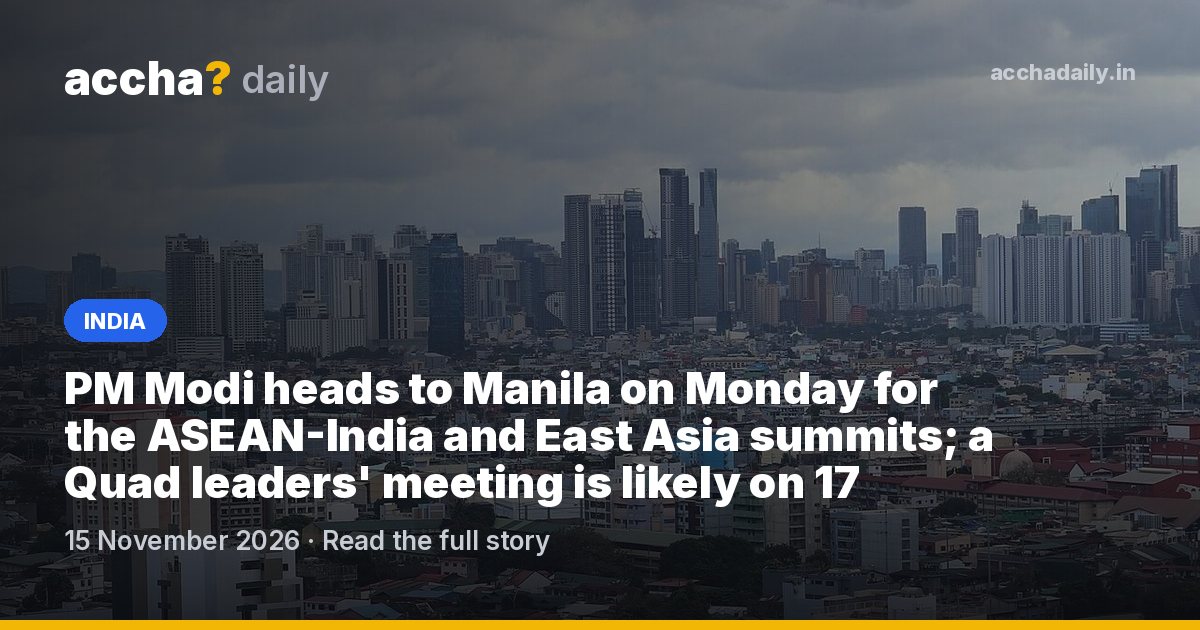 accha? daily
acchadaily.in
INDIA
PM Modi heads to Manila on Monday for
the ASEAN-India and East Asia summits; a
Quad leaders' meeting is likely on 17
15 November 2026 · Read the full story